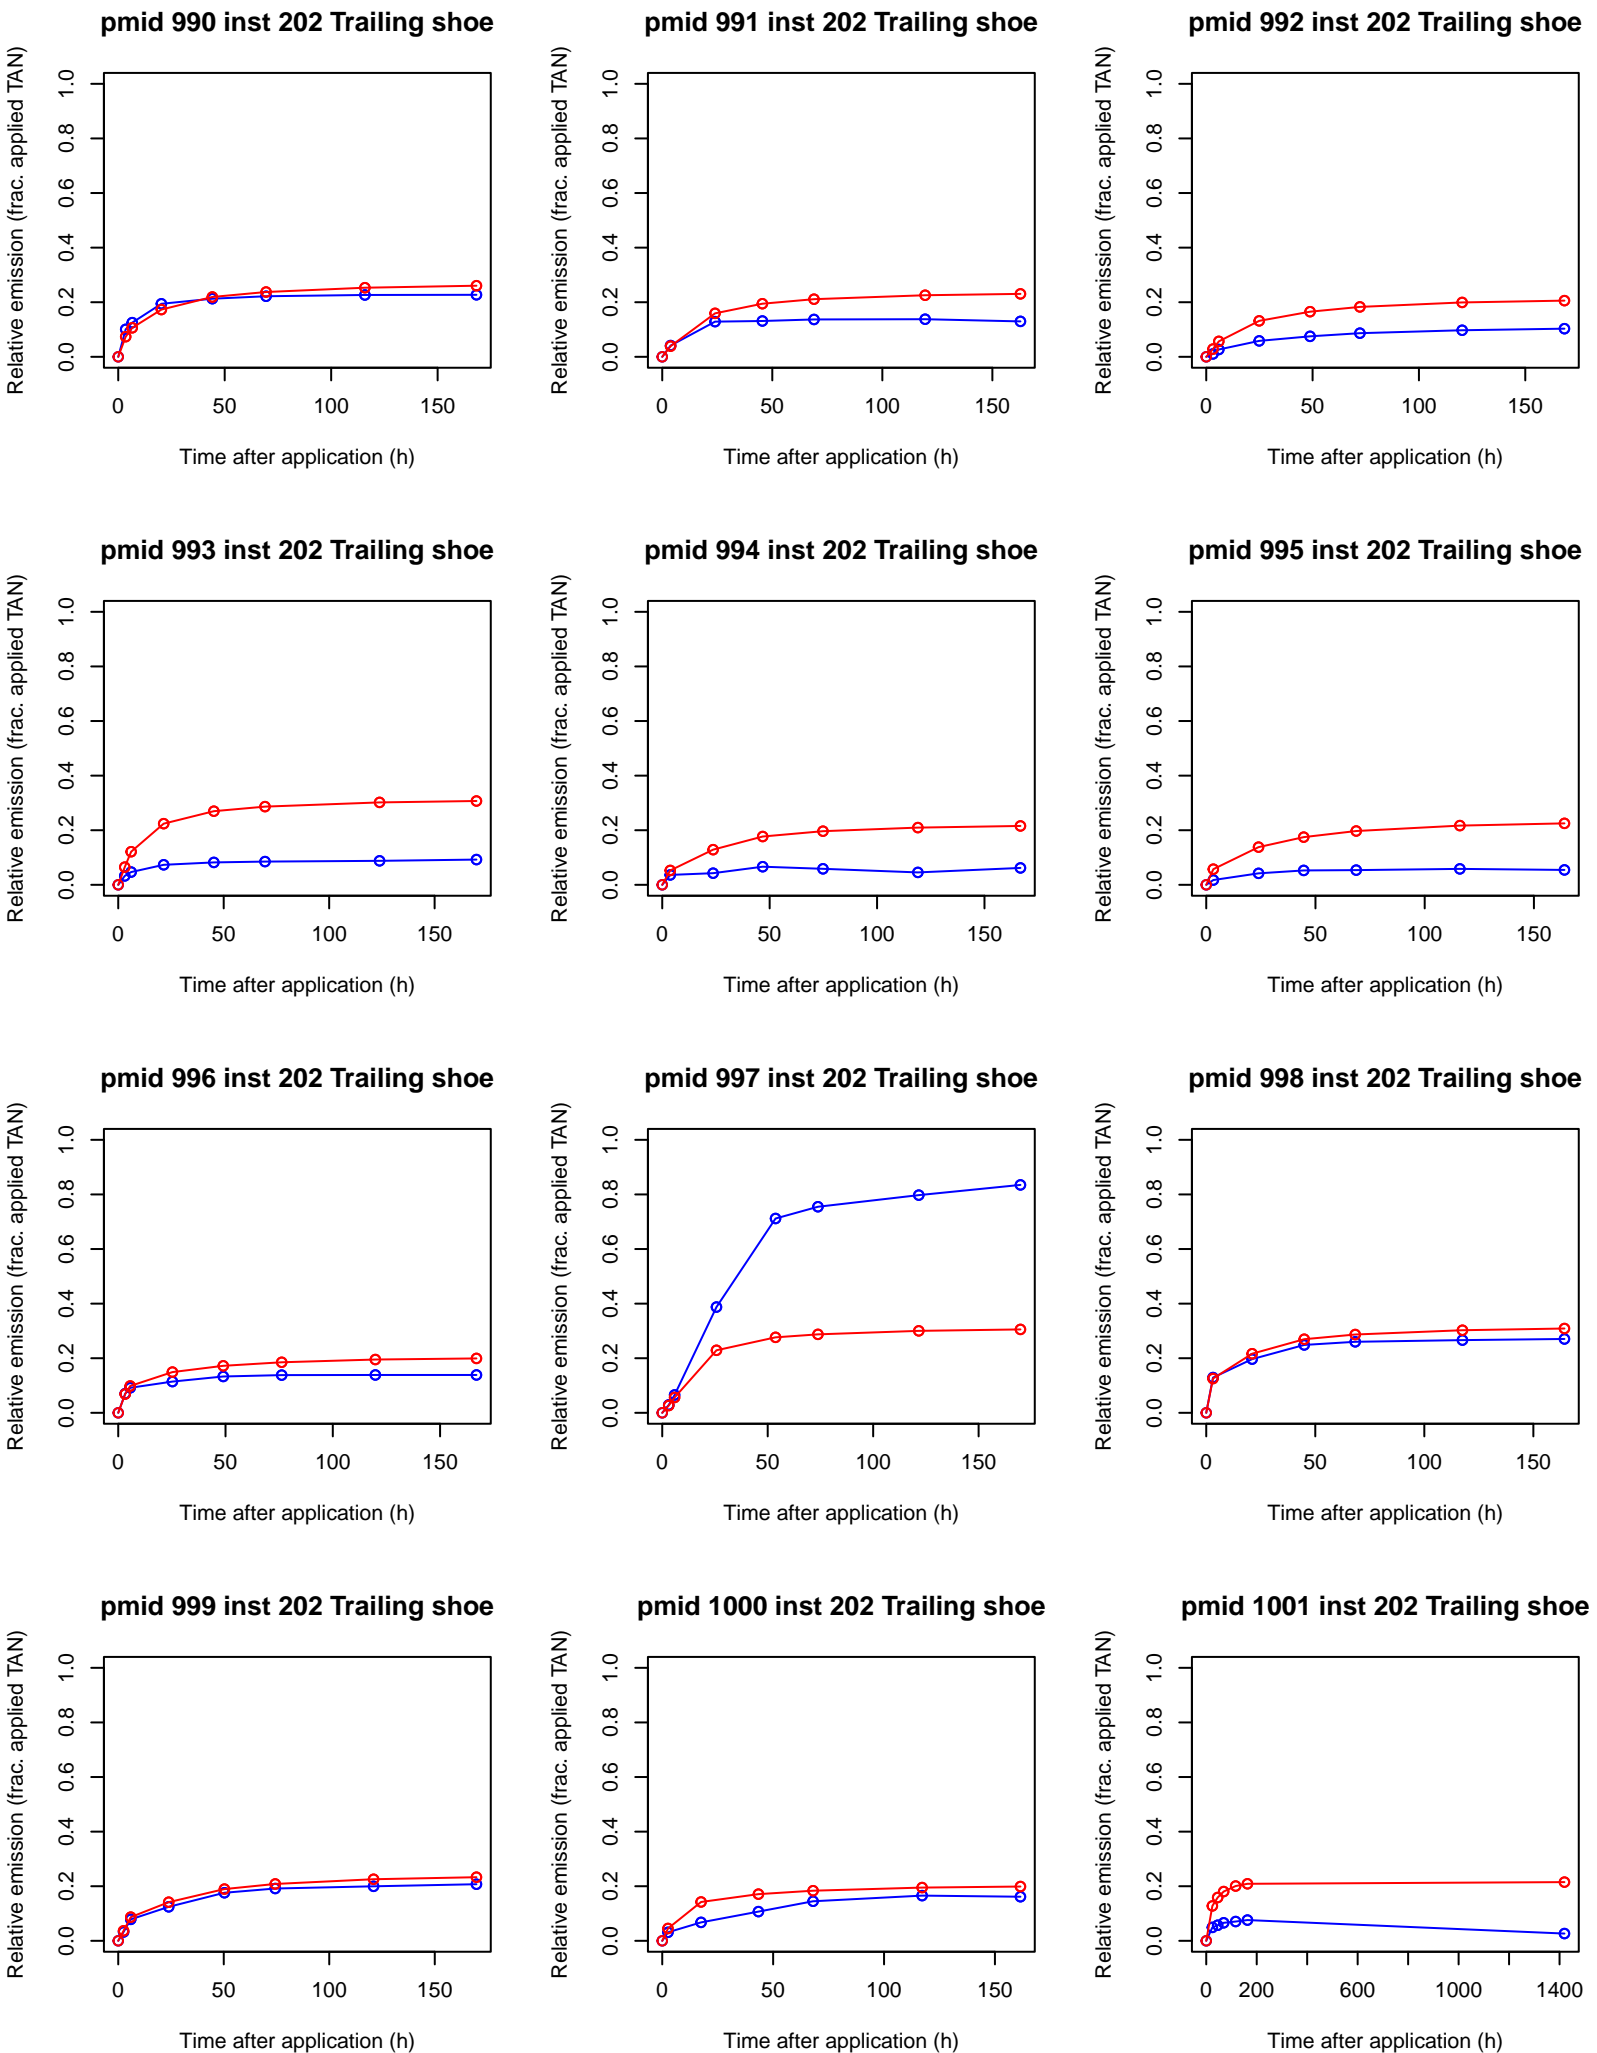 pmid 990 inst 202 Trailing shoe
Relative emission (frac. applied TAN)
1.0
0.8
0.6
0.4
0.2
0.0
0 50 100 150
Time after application (h)
pmid 991 inst 202 Trailing shoe
Relative emission (frac. applied TAN)
1.0
0.8
0.6
0.4
0.2
0.0
0 50 100 150
Time after application (h)
pmid 992 inst 202 Trailing shoe
Relative emission (frac. applied TAN)
1.0
0.8
0.6
0.4
0.2
0.0
0 50 100 150
Time after application (h)
pmid 993 inst 202 Trailing shoe
Relative emission (frac. applied TAN)
1.0
0.8
0.6
0.4
0.2
0.0
0 50 100 150
Time after application (h)
pmid 994 inst 202 Trailing shoe
Relative emission (frac. applied TAN)
1.0
0.8
0.6
0.4
0.2
0.0
0 50 100 150
Time after application (h)
pmid 995 inst 202 Trailing shoe
Relative emission (frac. applied TAN)
1.0
0.8
0.6
0.4
0.2
0.0
0 50 100 150
Time after application (h)
pmid 996 inst 202 Trailing shoe
Relative emission (frac. applied TAN)
1.0
0.8
0.6
0.4
0.2
0.0
0 50 100 150
Time after application (h)
pmid 997 inst 202 Trailing shoe
Relative emission (frac. applied TAN)
1.0
0.8
0.6
0.4
0.2
0.0
0 50 100 150
Time after application (h)
pmid 998 inst 202 Trailing shoe
Relative emission (frac. applied TAN)
1.0
0.8
0.6
0.4
0.2
0.0
0 50 100 150
Time after application (h)
pmid 999 inst 202 Trailing shoe
Relative emission (frac. applied TAN)
1.0
0.8
0.6
0.4
0.2
0.0
0 50 100 150
Time after application (h)
pmid 1000 inst 202 Trailing shoe
Relative emission (frac. applied TAN)
1.0
0.8
0.6
0.4
0.2
0.0
0 50 100 150
Time after application (h)
pmid 1001 inst 202 Trailing shoe
Relative emission (frac. applied TAN)
1.0
0.8
0.6
0.4
0.2
0.0
0 200 600 1000 1400
Time after application (h)